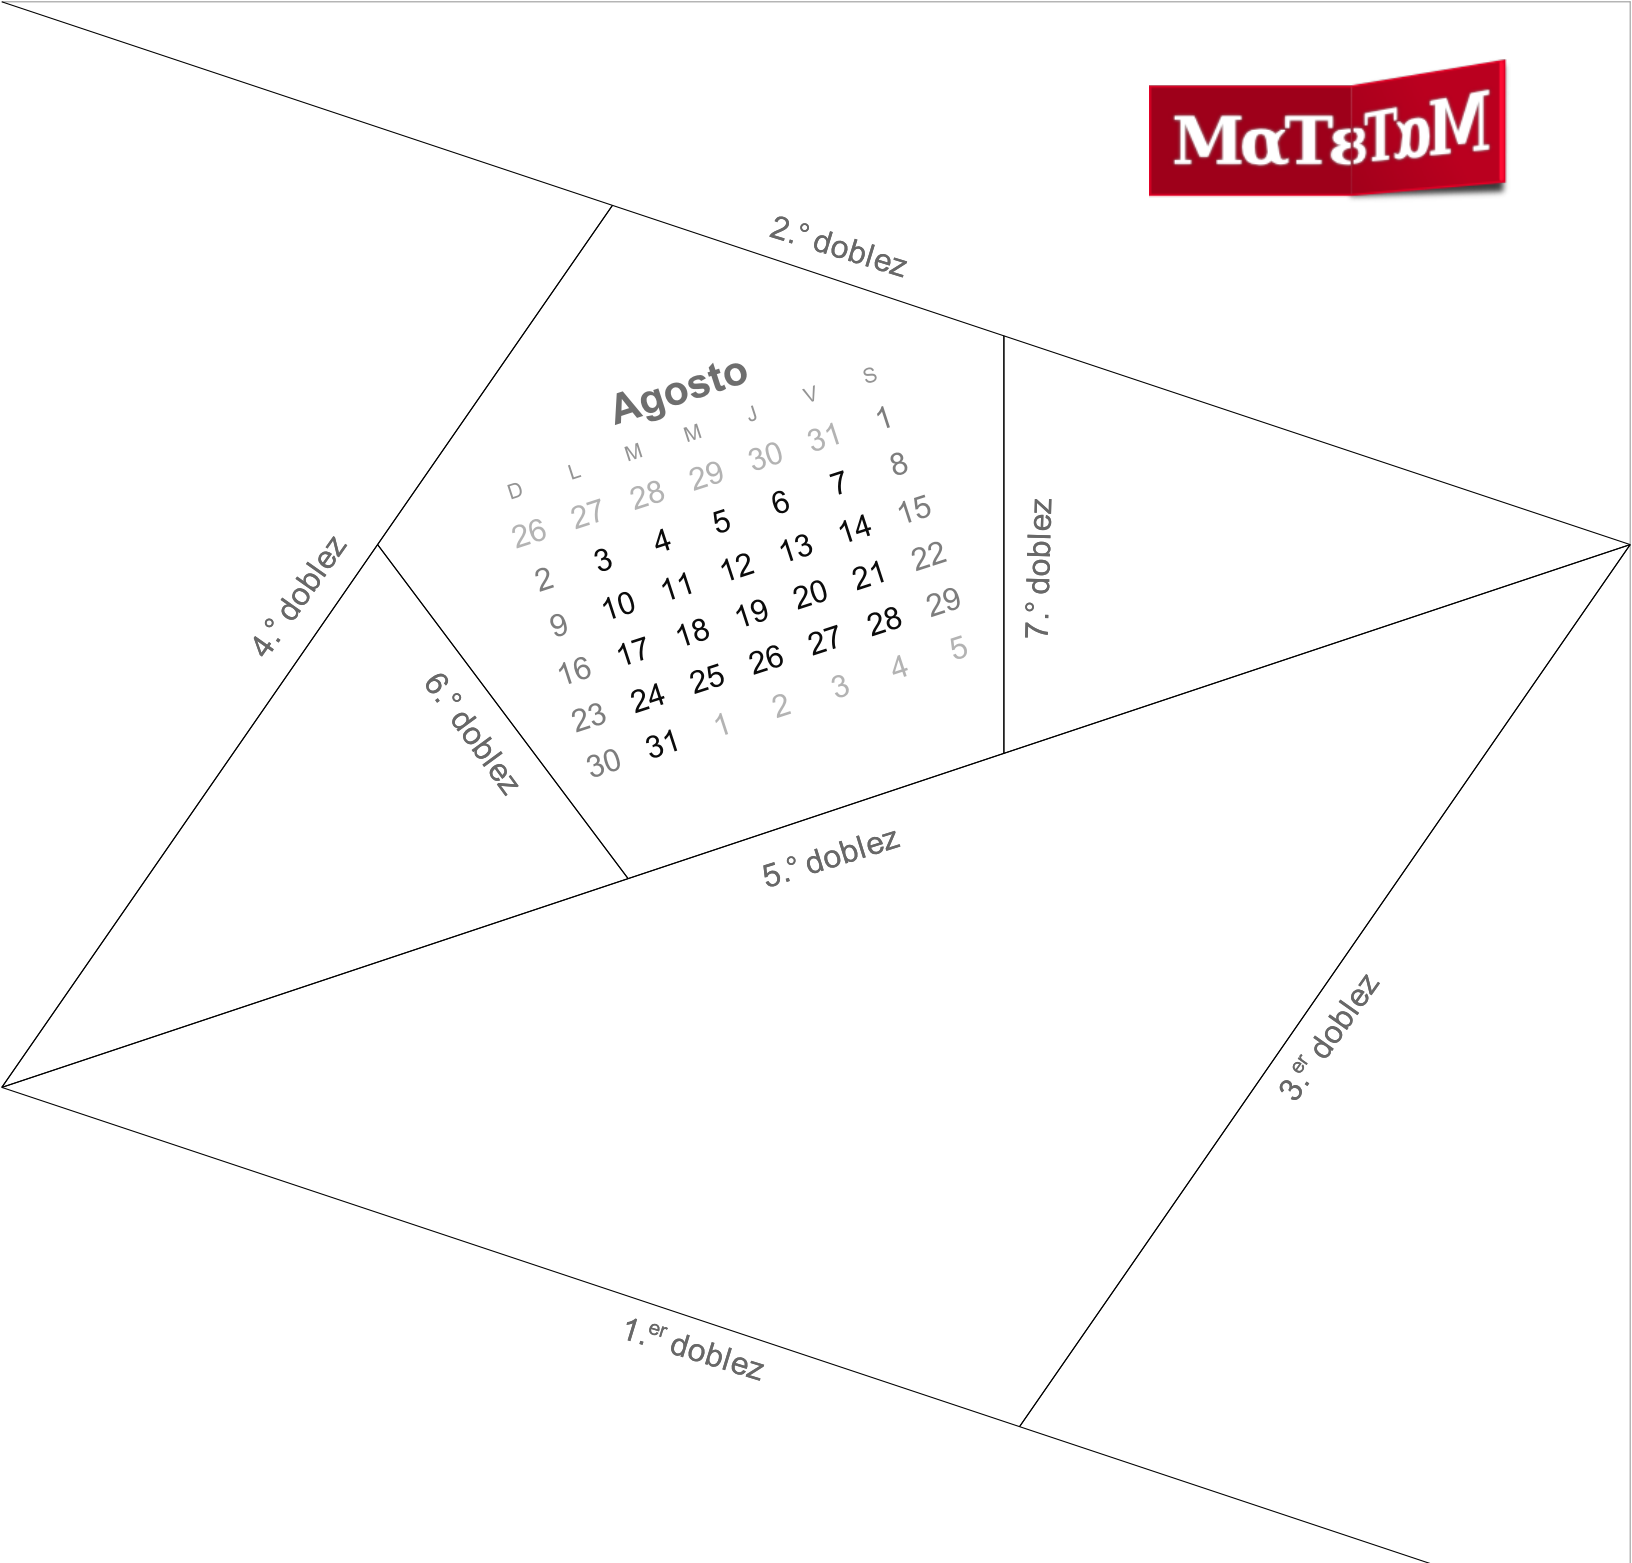 MαTεTαM
2.° doblez
Agosto
D L M M J V S
26 27 28 29 30 31 1
2 3 4 5 6 7 8
9 10 11 12 13 14 15
16 17 18 19 20 21 22
23 24 25 26 27 28 29
30 31 1 2 3 4 5
4.° doblez
7.° doblez
6.° doblez
5.° doblez
3.er doblez
1.er doblez